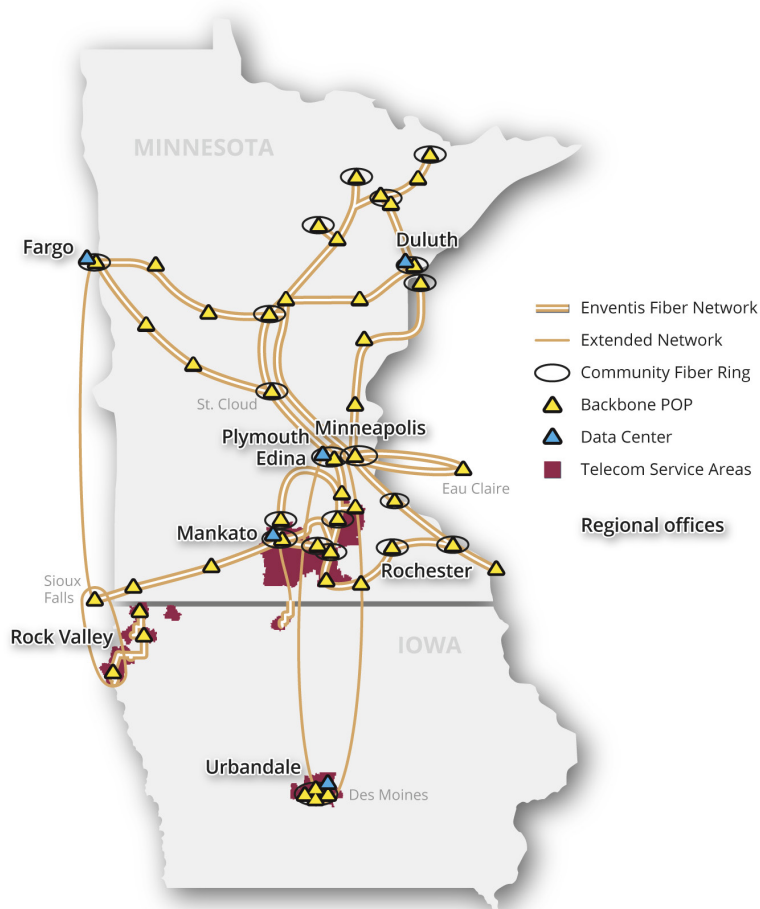 MINNESOTA
Fargo
Duluth
Enventis Fiber Network
Extended Network
Community Fiber Ring
Backbone POP
Data Center
Telecom Service Areas
Regional offices
St. Cloud
Plymouth
Edina
Minneapolis
Eau Claire
Mankato
Rochester
Sioux
Falls
Rock Valley
IOWA
Urbandale
Des Moines